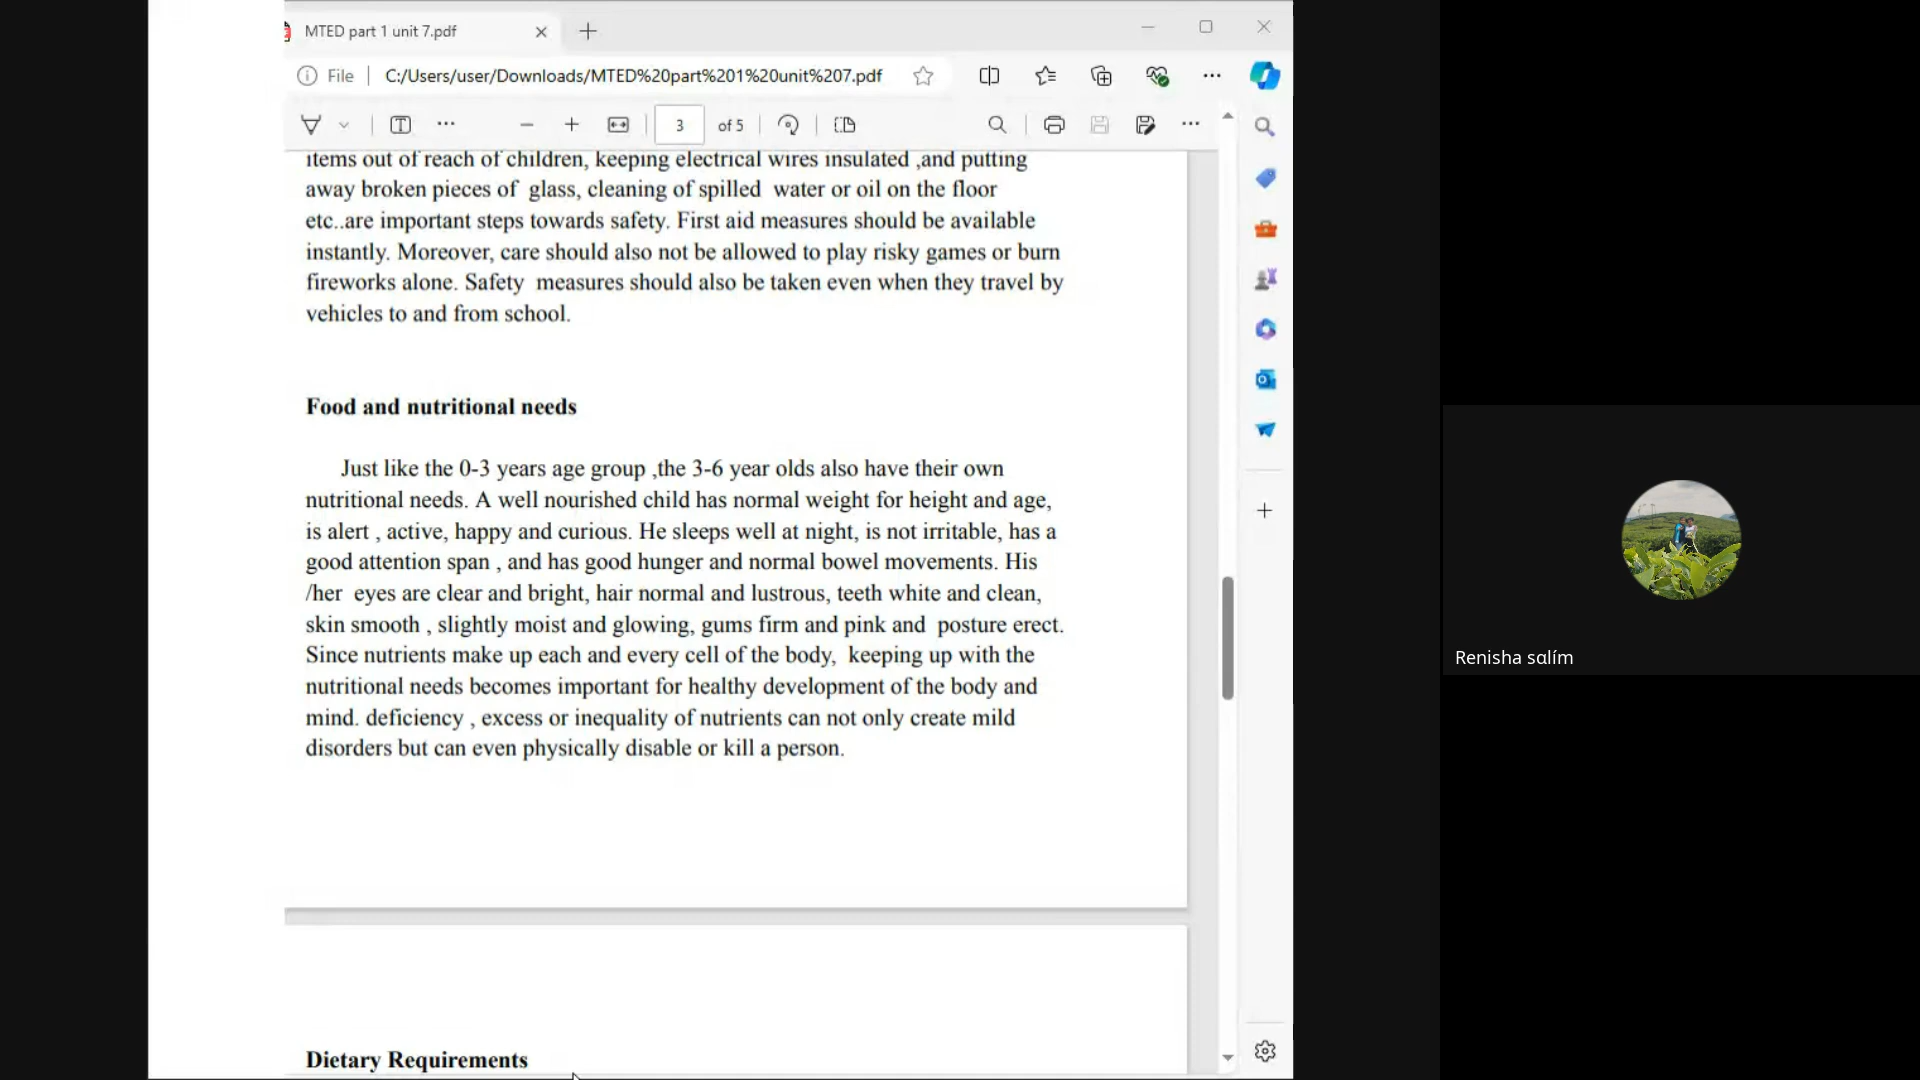 MTED part 1 unit 7.pdf
File
C:/Users/user/Downloads/MTED%20part%201%20unit%207.pdf
3 of 5
items out of reach of children, keeping electrical wires insulated ,and putting
away broken pieces of glass, cleaning of spilled water or oil on the floor
etc..are important steps towards safety. First aid measures should be available
instantly. Moreover, care should also not be allowed to play risky games or burn
fireworks alone. Safety measures should also be taken even when they travel by
vehicles to and from school.
Food and nutritional needs
Just like the 0-3 years age group ,the 3-6 year olds also have their own
nutritional needs. A well nourished child has normal weight for height and age,
is alert , active, happy and curious. He sleeps well at night, is not irritable, has a
good attention span , and has good hunger and normal bowel movements. His
/her eyes are clear and bright, hair normal and lustrous, teeth white and clean,
skin smooth , slightly moist and glowing, gums firm and pink and posture erect.
Since nutrients make up each and every cell of the body, keeping up with the
nutritional needs becomes important for healthy development of the body and
mind. deficiency , excess or inequality of nutrients can not only create mild
disorders but can even physically disable or kill a person.
Dietary Requirements
Renisha sɑlím